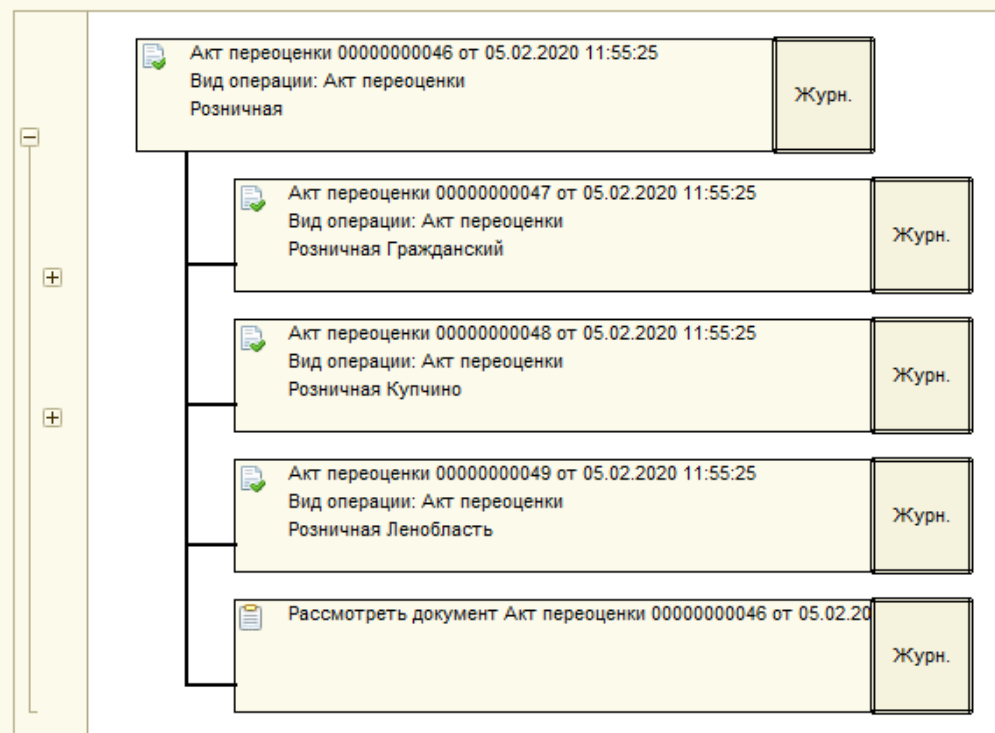 Акт переоценки 00000000046 от 05.02.2020 11:55:25
Вид операции: Акт переоценки
Розничная
Журн.
Акт переоценки 00000000047 от 05.02.2020 11:55:25
Вид операции: Акт переоценки
Розничная Гражданский
Журн.
Акт переоценки 00000000048 от 05.02.2020 11:55:25
Вид операции: Акт переоценки
Розничная Купчино
Журн.
Акт переоценки 00000000049 от 05.02.2020 11:55:25
Вид операции: Акт переоценки
Розничная Ленобласть
Журн.
Рассмотреть документ Акт переоценки 00000000046 от 05.02.20
Журн.